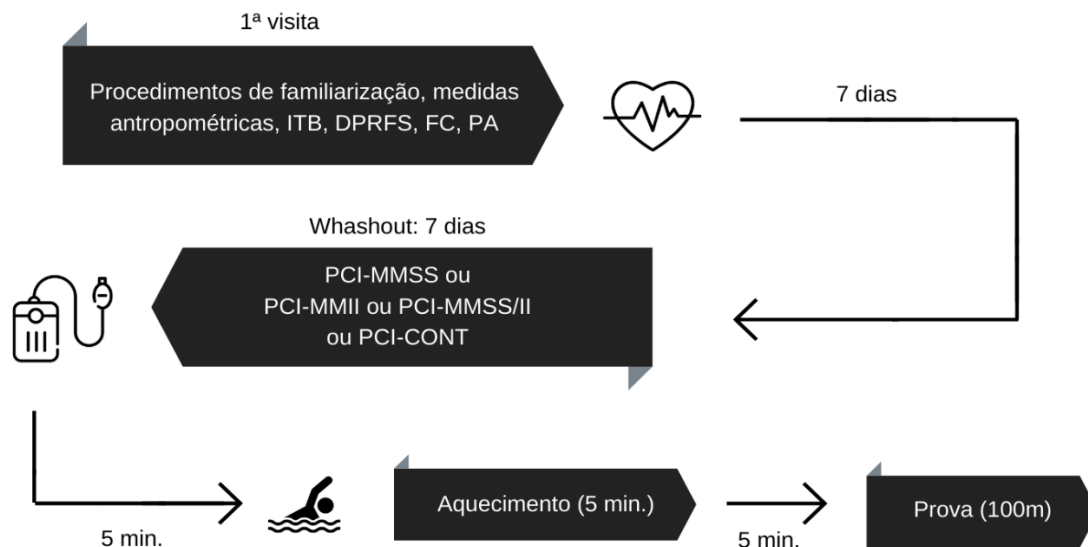 1ª visita
Procedimentos de familiarização, medidas
antropométricas, ITB, DPRFS, FC, PA
7 dias
Whashout: 7 dias
PCI-MMSS ou
PCI-MMII ou PCI-MMSS/II
ou PCI-CONT
5 min.
Aquecimento (5 min.)
5 min.
Prova (100m)